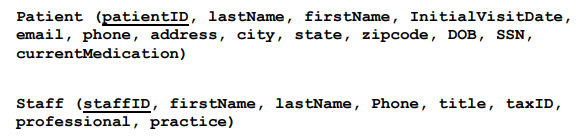 Patient (patientID, lastName, firstName, InitialVisitDate,
email, phone, address, city, state, zipcode, DOB, SSN,
currentMedication)
Staff (staffID, firstName, lastName, Phone, title, taxID,
professional, practice)